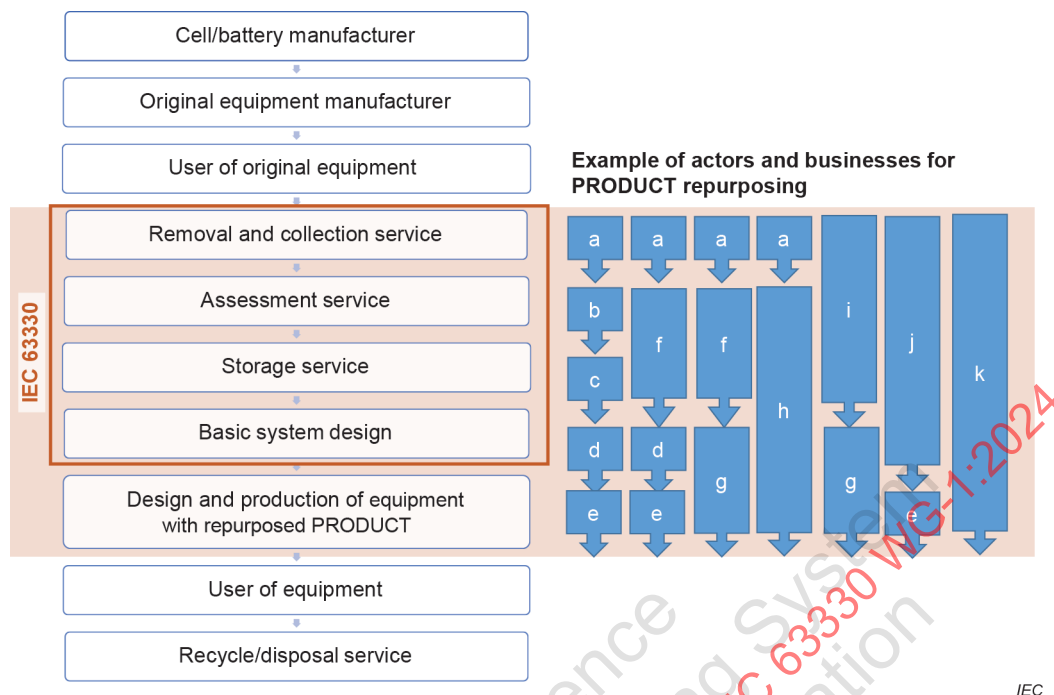 Cell/battery manufacturer
Original equipment manufacturer
User of original equipment
Example of actors and businesses for
PRODUCT repurposing
IEC 63330
Removal and collection service
Assessment service
Storage service
Basic system design
Design and production of equipment
with repurposed PRODUCT
User of equipment
Recycle/disposal service
a
a
a
a
i
j
k
b
f
f
h
c
d
d
g
g
e
e
e
IEC 63330 WG-1:2024
System
IEC